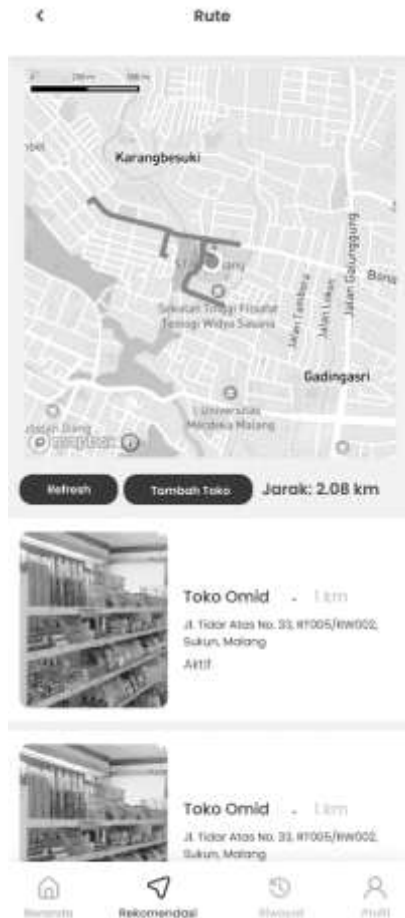 Rute
Karangbesuki
Jalan Galunggung
Jalan Tambora
Jalan Lokon
Sekolah Tinggi Filsafat
Teologi Widya Sasana
Gadingasri
Universitas
Merdeka Malang
Refresh
Tambah Toko
Jarak: 2.08 km
Toko Omid - 1 km
Jl. Tidar Atas No. 33, RT005/RW002,
Sukun, Malang
Aktif
Toko Omid - 1 km
Jl. Tidar Atas No. 33, RT005/RW002,
Sukun, Malang
Beranda
Rekomendasi
Riwayat
Profil